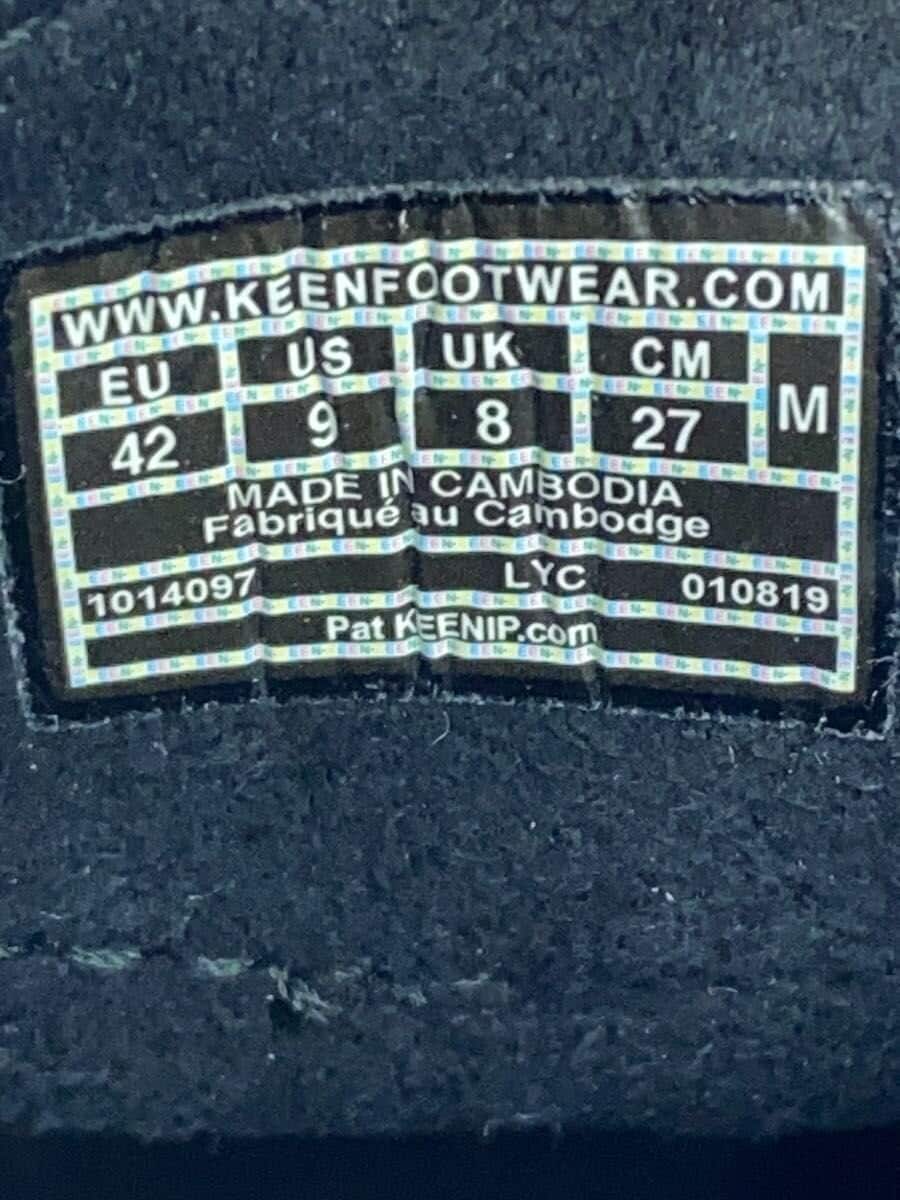 WWW.KEENFOOTWEAR.COM
EU US UK CM M
42 9 8 27
MADE IN CAMBODIA
Fabriqué au Cambodge
1014097 LYC 010819
Pat KEENIP.com